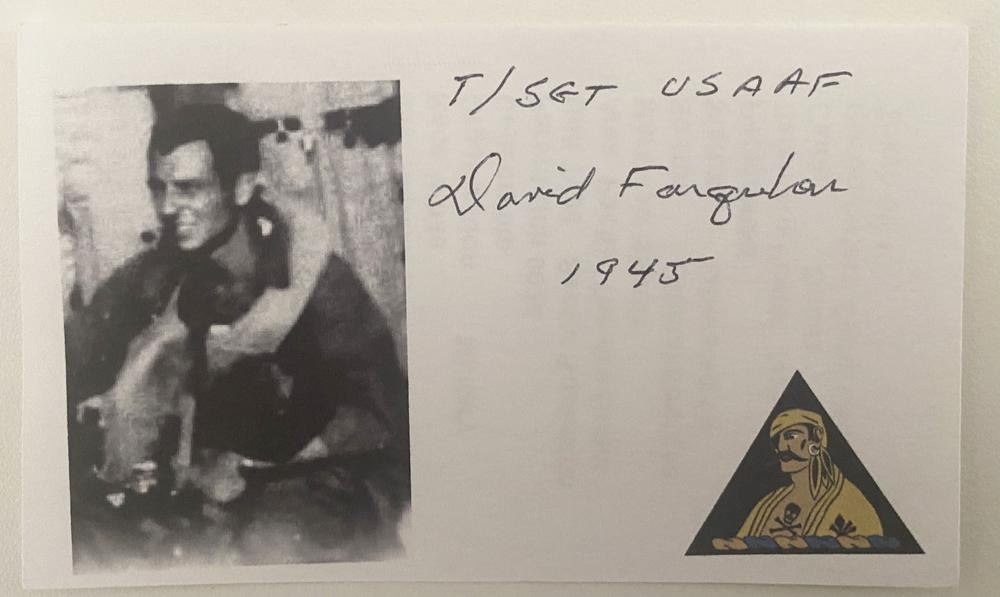 T/SGT USAAF
David Farquhar
1945